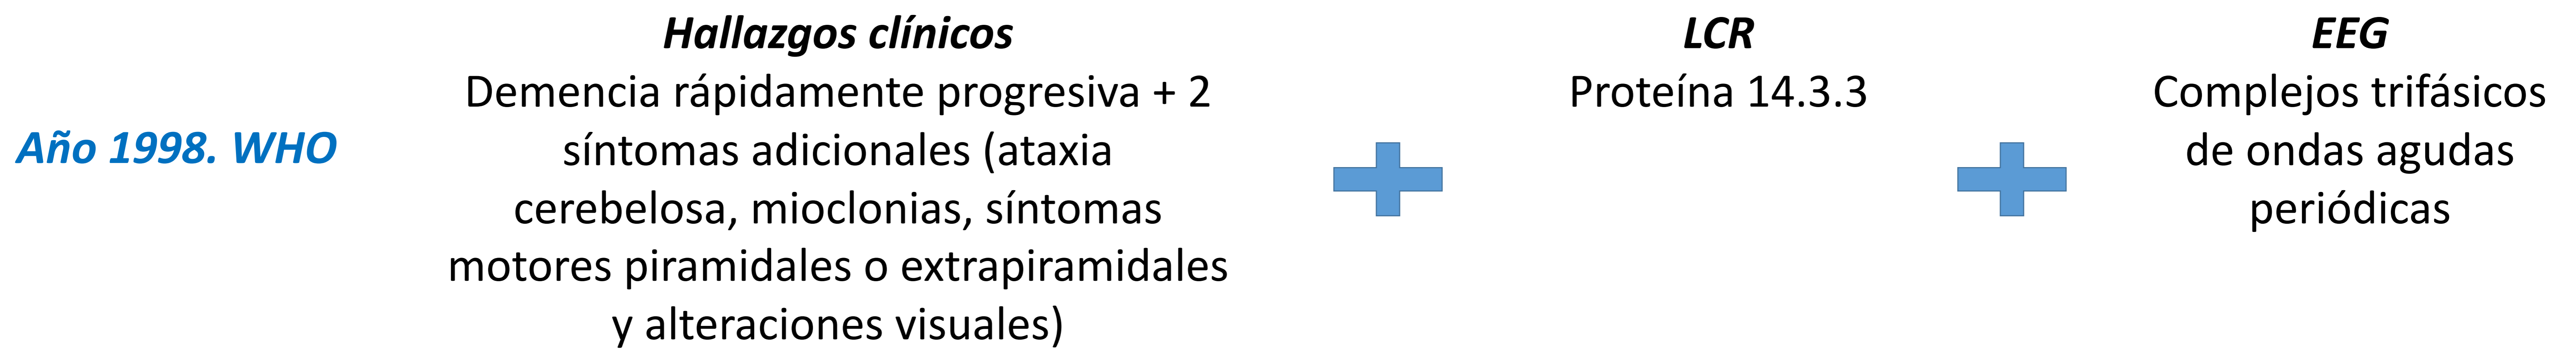 Año 1998. WHO
Hallazgos clínicos
Demencia rápidamente progresiva + 2
síntomas adicionales (ataxia
cerebelosa, mioclonias, síntomas
motores piramidales o extrapiramidales
y alteraciones visuales)
LCR
Proteína 14.3.3
EEG
Complejos trifásicos
de ondas agudas
periódicas